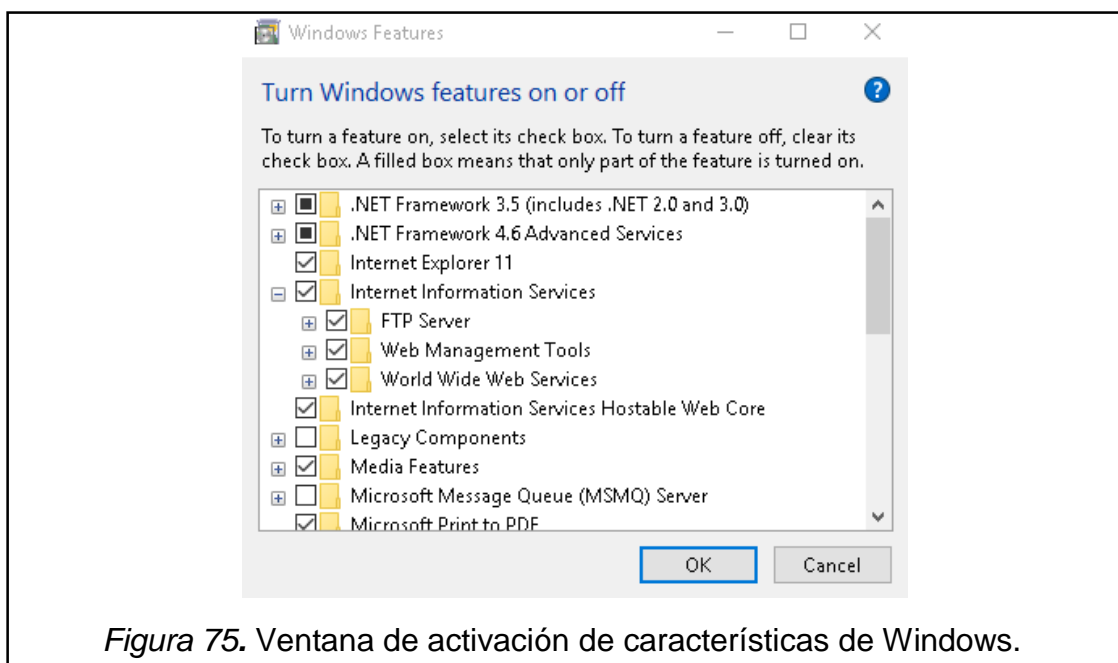 Windows Features
Turn Windows features on or off
?
To turn a feature on, select its check box. To turn a feature off, clear its
check box. A filled box means that only part of the feature is turned on.
.NET Framework 3.5 (includes .NET 2.0 and 3.0)
.NET Framework 4.6 Advanced Services
Internet Explorer 11
Internet Information Services
FTP Server
Web Management Tools
World Wide Web Services
Internet Information Services Hostable Web Core
Legacy Components
Media Features
Microsoft Message Queue (MSMQ) Server
Microsoft Print to PDF
OK Cancel
Figura 75. Ventana de activación de características de Windows.